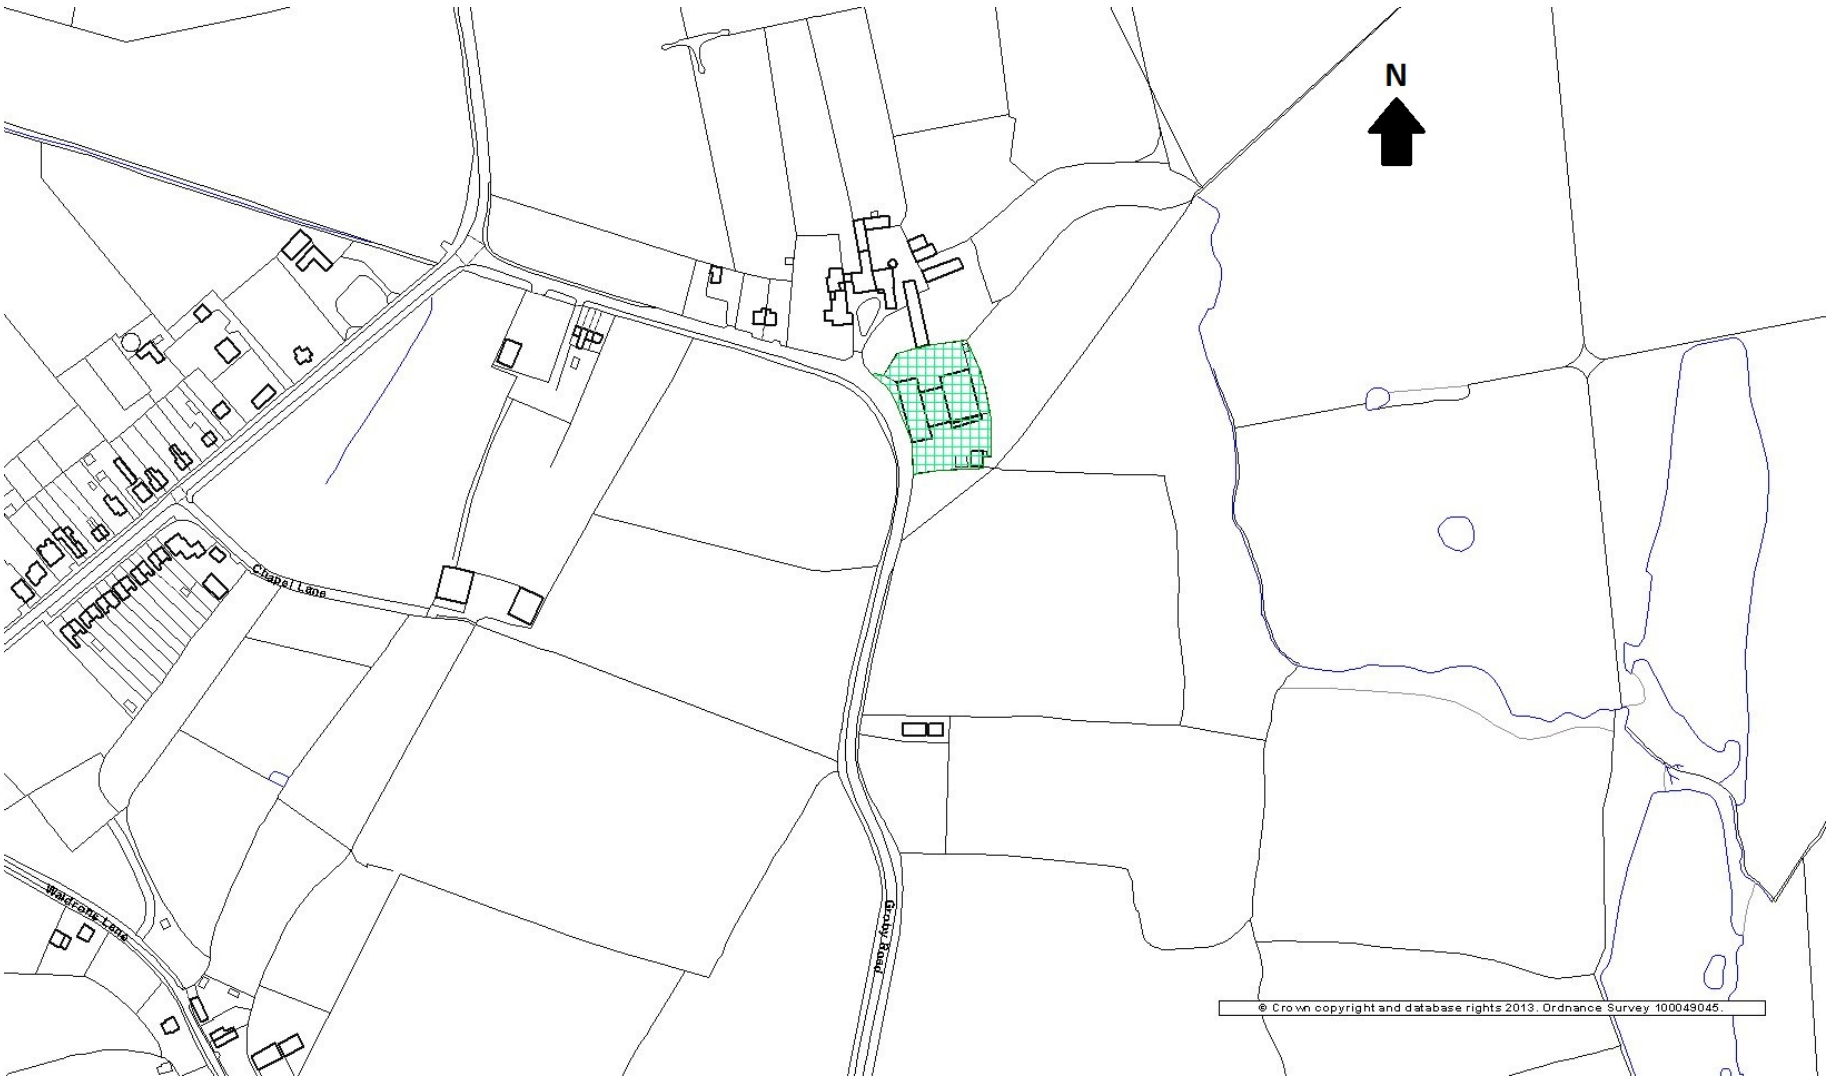 N
Chapel Lane
Waldrons Lane
Groby Road
© Crown copyright and database rights 2013. Ordnance Survey 100049045.